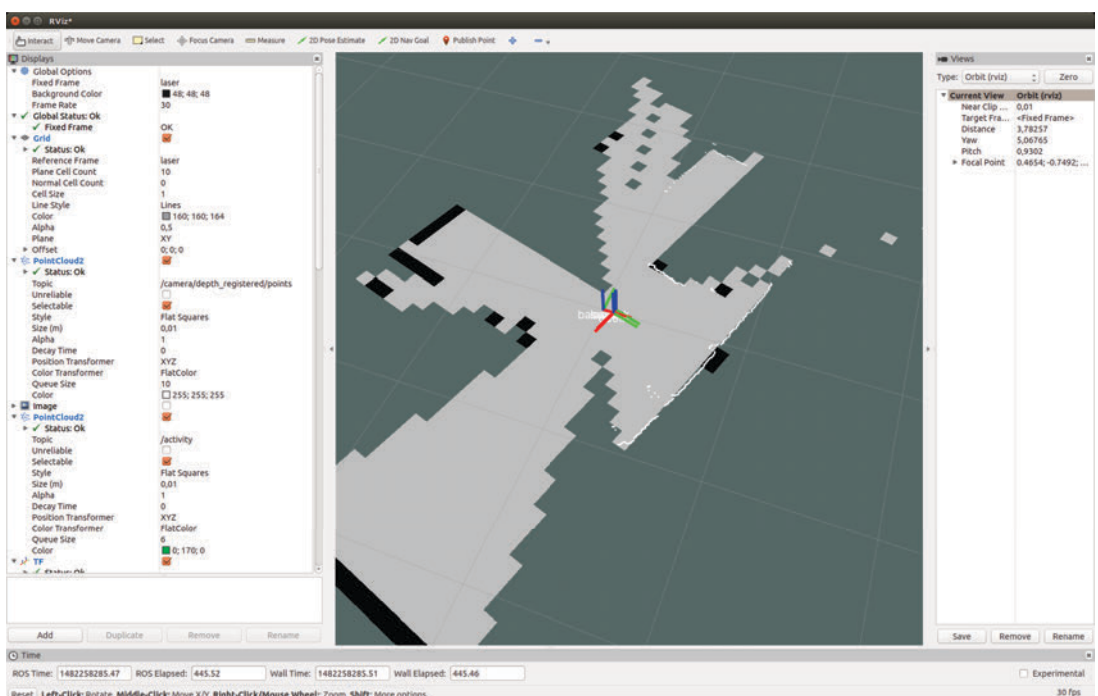 RViz*
Interact Move Camera Select Focus Camera Measure 2D Pose Estimate 2D Nav Goal Publish Point
Displays
Global Options
Fixed Frame laser
Background Color 48; 48; 48
Frame Rate 30
Global Status: Ok
Fixed Frame OK
Grid
Status: Ok
Reference Frame laser
Plane Cell Count 10
Normal Cell Count 0
Cell Size 1
Line Style Lines
Color 160; 160; 164
Alpha 0,5
Plane XY
Offset 0; 0; 0
PointCloud2
Status: Ok
Topic /camera/depth_registered/points
Unreliable
Selectable
Style Flat Squares
Size (m) 0,01
Alpha 1
Decay Time 0
Position Transformer XYZ
Color Transformer FlatColor
Queue Size 10
Color 255; 255; 255
Image
PointCloud2
Status: Ok
Topic /activity
Unreliable
Selectable
Style Flat Squares
Size (m) 0,01
Alpha 1
Decay Time 0
Position Transformer XYZ
Color Transformer FlatColor
Queue Size 6
Color 0; 170; 0
TF
Status: Ok
Add Duplicate Remove Rename
Views
Type: Orbit (rviz) Zero
Current View Orbit (rviz)
Near Clip ... 0,01
Target Fra... <Fixed Frame>
Distance 3,78257
Yaw 5,06765
Pitch 0,9302
Focal Point 0.4654; -0.7492; ...
Save Remove Rename
Time
ROS Time: 1482258285.47 ROS Elapsed: 445.52 Wall Time: 1482258285.51 Wall Elapsed: 445.46 Experimental
Reset Left-Click: Rotate. Middle-Click: Move X/Y. Right-Click/Mouse Wheel: Zoom. Shift: More options. 30 fps